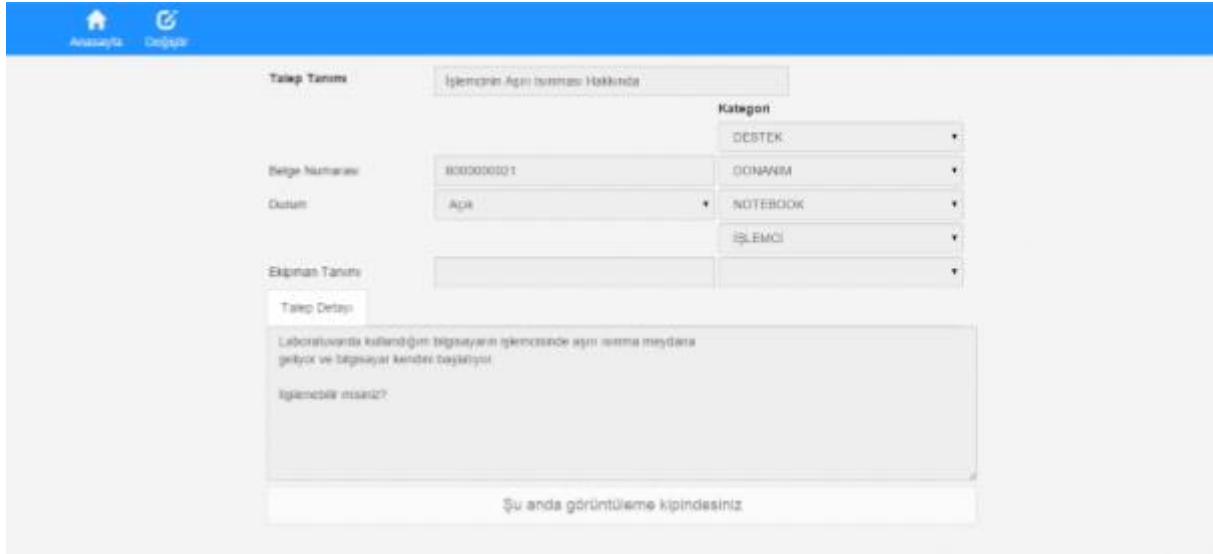 Anasayfa Değiştir
Talep Tanımı İşlemcinin Aşırı Isınması Hakkında
Kategori
DESTEK
Belge Numarası 8000000021 DONANIM
Durum Açık NOTEBOOK
İŞLEMCİ
Ekipman Tanımı
Talep Detayı
Laboratuvarda kullandığım bilgisayarın işlemcisinde aşırı ısınma meydana
geliyor ve bilgisayar kendini başlatıyor.
İlgilenebilir misiniz?
Şu anda görüntüleme kipindesiniz